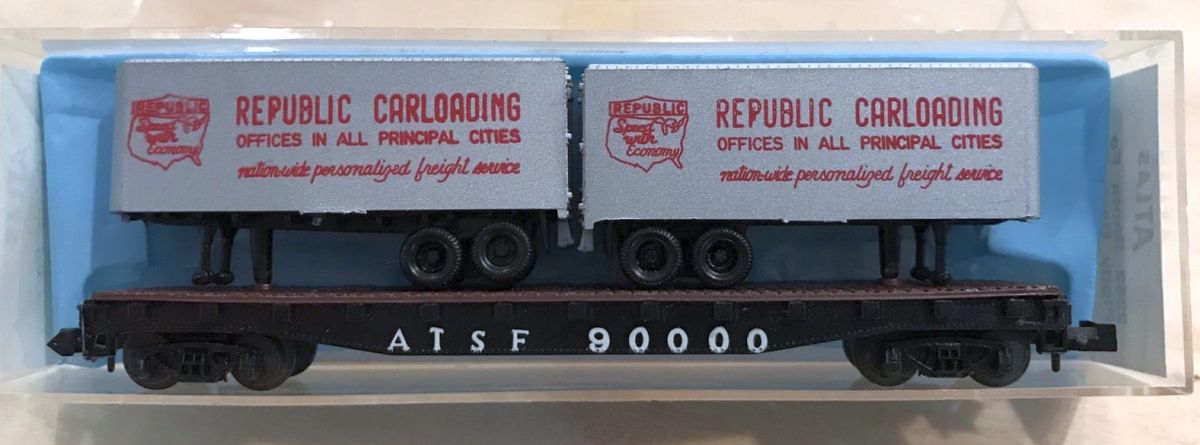 REPUBLIC
Speed
with
Economy
REPUBLIC CARLOADING
OFFICES IN ALL PRINCIPAL CITIES
nation-wide personalized freight service
REPUBLIC
Speed
with
Economy
REPUBLIC CARLOADING
OFFICES IN ALL PRINCIPAL CITIES
nation-wide personalized freight service
ATSF 90000